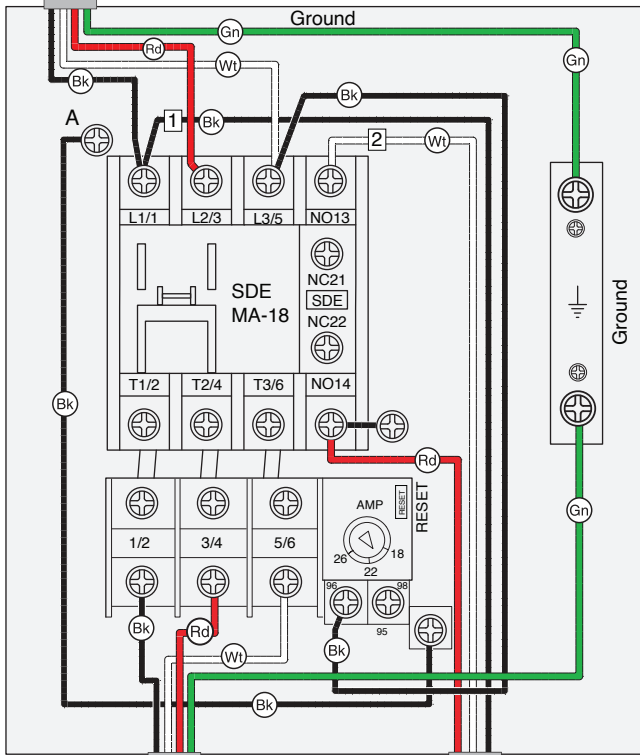 Ground
Gn
Rd
Wt
Gn
Bk
Bk
A
1
Bk
2
Wt
L1/1
L2/3
L3/5
NO13
NC21
SDE
MA-18
SDE
NC22
Ground
T1/2
T2/4
T3/6
NO14
Bk
Rd
AMP
RESET
RESET
Gn
1/2
3/4
5/6
26
18
22
96
98
95
Bk
Rd
Wt
Bk
Bk